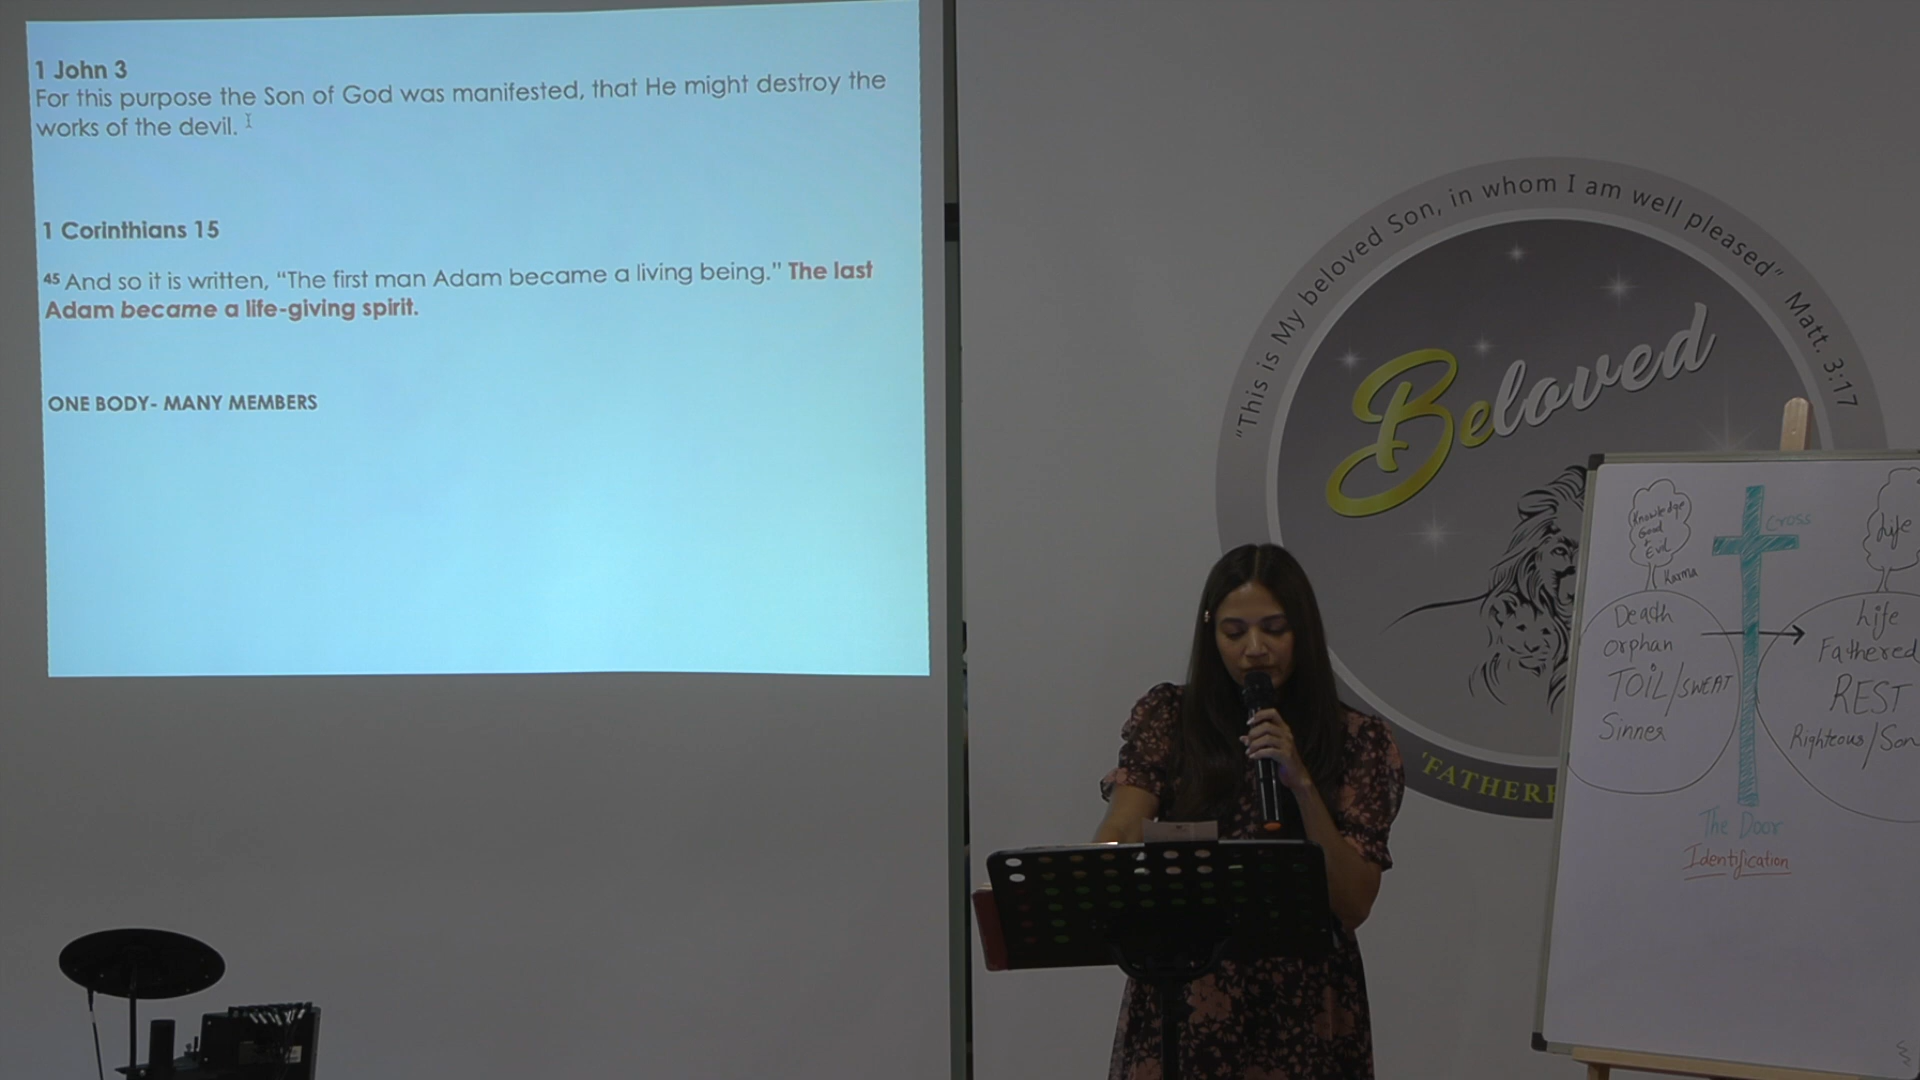 1 John 3
For this purpose the Son of God was manifested, that He might destroy the
works of the devil.
1 Corinthians 15
45 And so it is written, “The first man Adam became a living being.” The last
Adam became a life-giving spirit.
ONE BODY- MANY MEMBERS
"This is My beloved Son, in whom I am well pleased" Matt. 3:17
Beloved
'FATHER
Knowledge
Good
+
Evil
Karma
Cross
Life
Death
orphan
TOiL/SWEAT
Sinner
Life
Fathered
REST
Righteous/Son
The Door
Identification